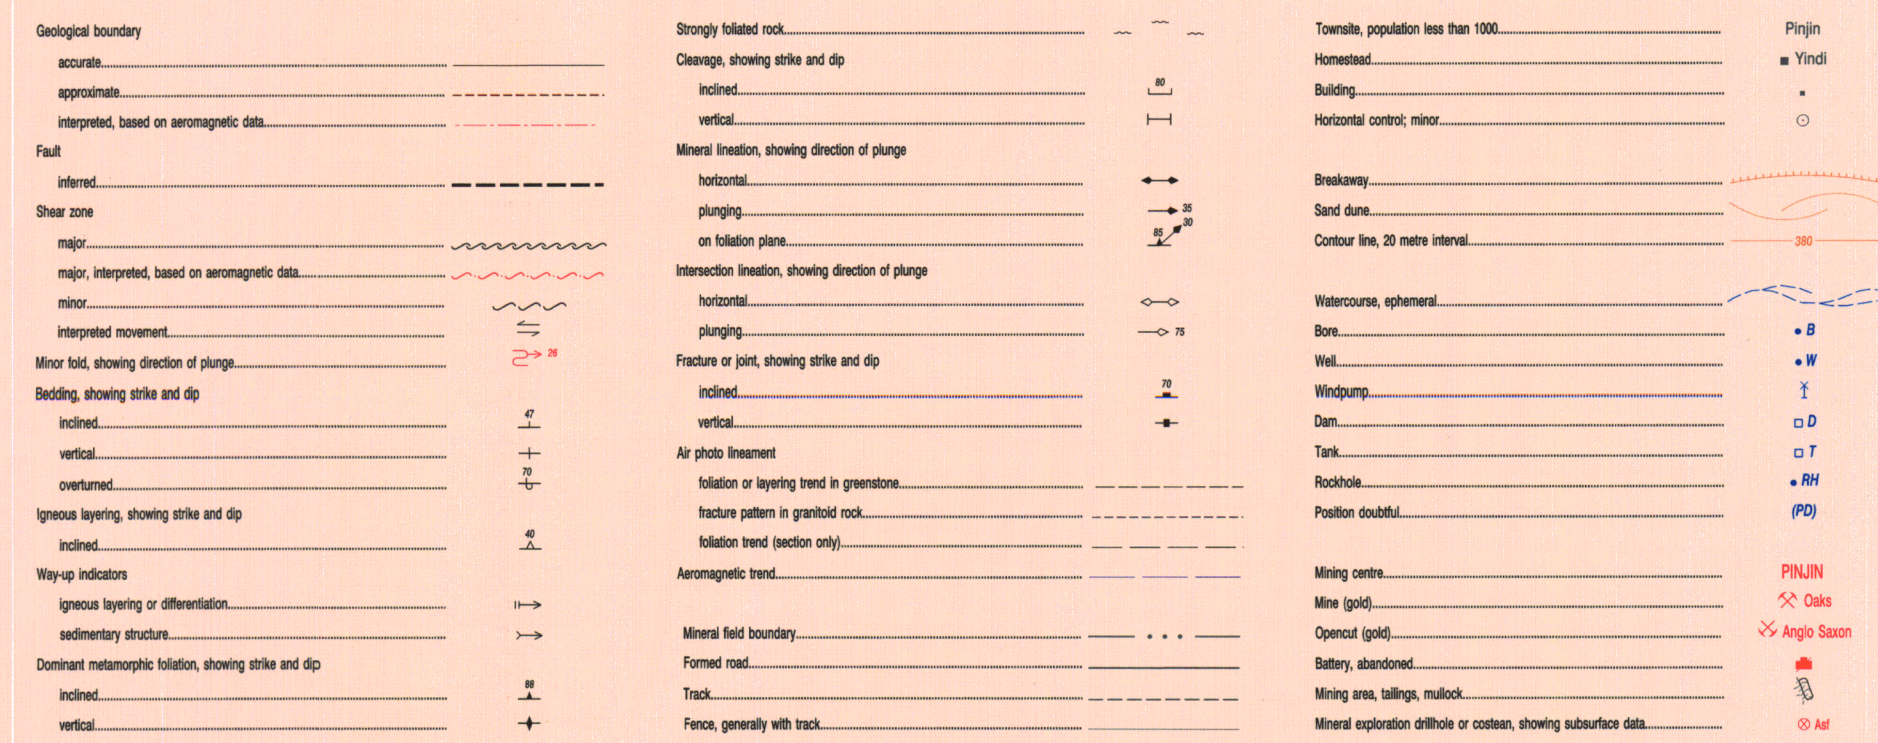 Geological boundary
accurate
approximate
interpreted, based on aeromagnetic data
Fault
inferred
Shear zone
major
major, interpreted, based on aeromagnetic data
minor
interpreted movement
Minor fold, showing direction of plunge 26
Bedding, showing strike and dip
inclined 47
vertical
overturned 70
Igneous layering, showing strike and dip
inclined 40
Way-up indicators
igneous layering or differentiation
sedimentary structure
Dominant metamorphic foliation, showing strike and dip
inclined 88
vertical
Strongly foliated rock
Cleavage, showing strike and dip
inclined 80
vertical
Mineral lineation, showing direction of plunge
horizontal
plunging 35
on foliation plane 85 30
Intersection lineation, showing direction of plunge
horizontal
plunging 75
Fracture or joint, showing strike and dip
inclined 70
vertical
Air photo lineament
foliation or layering trend in greenstone
fracture pattern in granitoid rock
foliation trend (section only)
Aeromagnetic trend
Mineral field boundary
Formed road
Track
Fence, generally with track
Townsite, population less than 1000 Pinjin
Homestead Yindi
Building
Horizontal control; minor
Breakaway
Sand dune
Contour line, 20 metre interval 380
Watercourse, ephemeral
Bore B
Well W
Windpump
Dam D
Tank T
Rockhole RH
Position doubtful (PD)
Mining centre PINJIN
Mine (gold) Oaks
Opencut (gold) Anglo Saxon
Battery, abandoned
Mining area, tailings, mullock
Mineral exploration drillhole or costean, showing subsurface data Asf